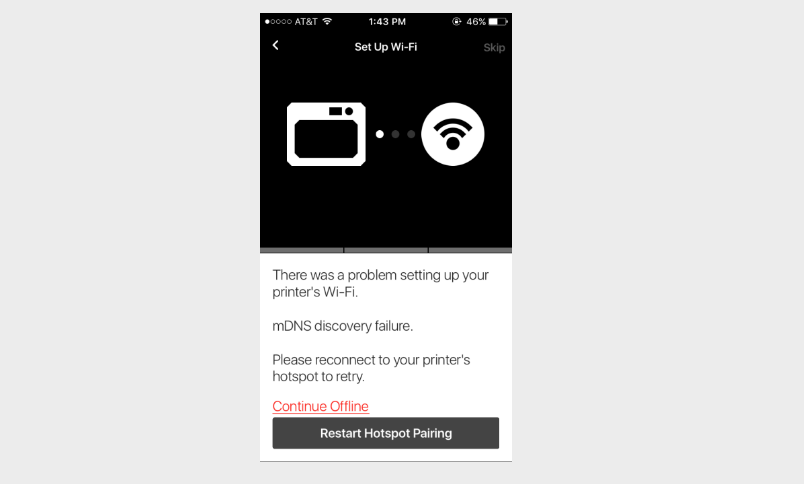 AT&T 1:43 PM 46%
Set Up Wi-Fi Skip
There was a problem setting up your
printer's Wi-Fi.
mDNS discovery failure.
Please reconnect to your printer's
hotspot to retry.
Continue Offline
Restart Hotspot Pairing